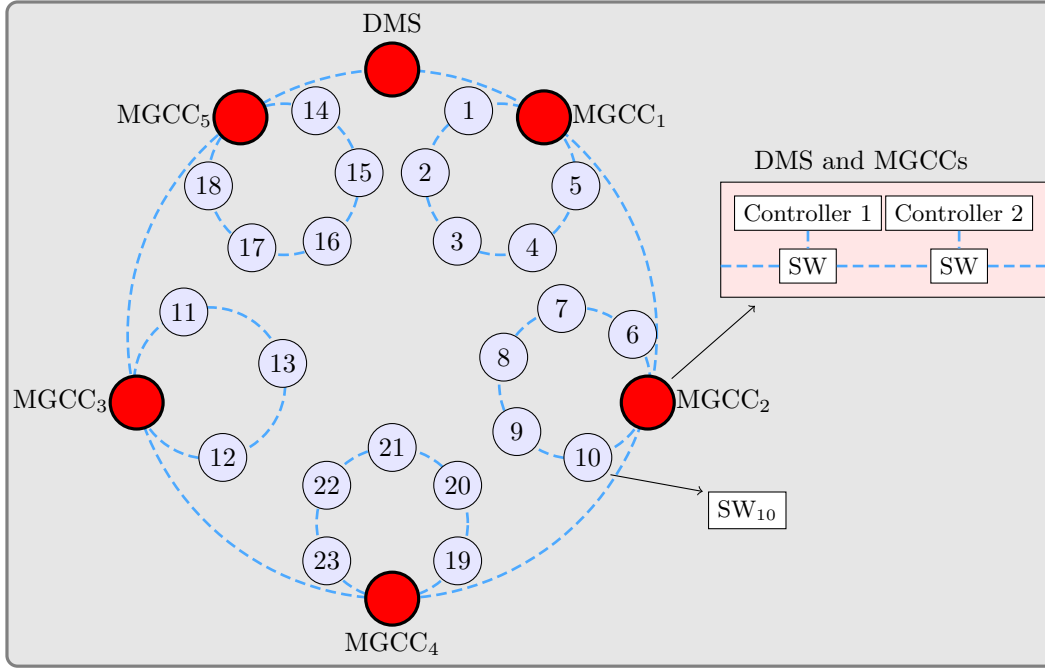 DMS
MGCC₅
14
1
MGCC₁
18
15
2
5
17
16
3
4
DMS and MGCCs
Controller 1
Controller 2
SW
SW
11
13
7
6
8
MGCC₃
MGCC₂
12
9
10
21
22
20
SW₁₀
23
19
MGCC₄